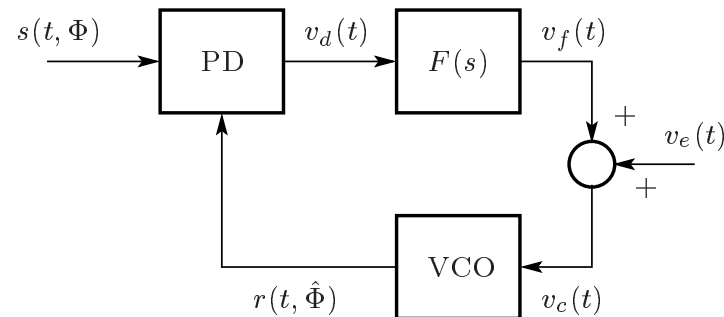 s(t, Φ)
PD
v_d(t)
F(s)
v_f(t)
+
v_e(t)
+
VCO
r(t, Φ̂)
v_c(t)